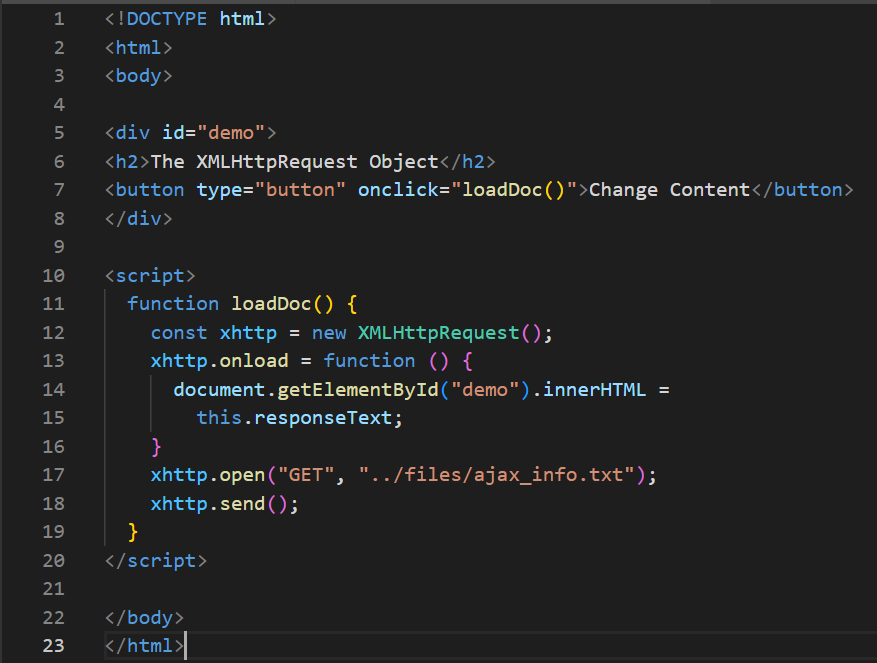 1 <!DOCTYPE html>
2 <html>
3 <body>
4
5 <div id="demo">
6 <h2>The XMLHttpRequest Object</h2>
7 <button type="button" onclick="loadDoc()">Change Content</button>
8 </div>
9
10 <script>
11   function loadDoc() {
12     const xhttp = new XMLHttpRequest();
13     xhttp.onload = function () {
14       document.getElementById("demo").innerHTML =
15         this.responseText;
16     }
17     xhttp.open("GET", "../files/ajax_info.txt");
18     xhttp.send();
19   }
20 </script>
21
22 </body>
23 </html>